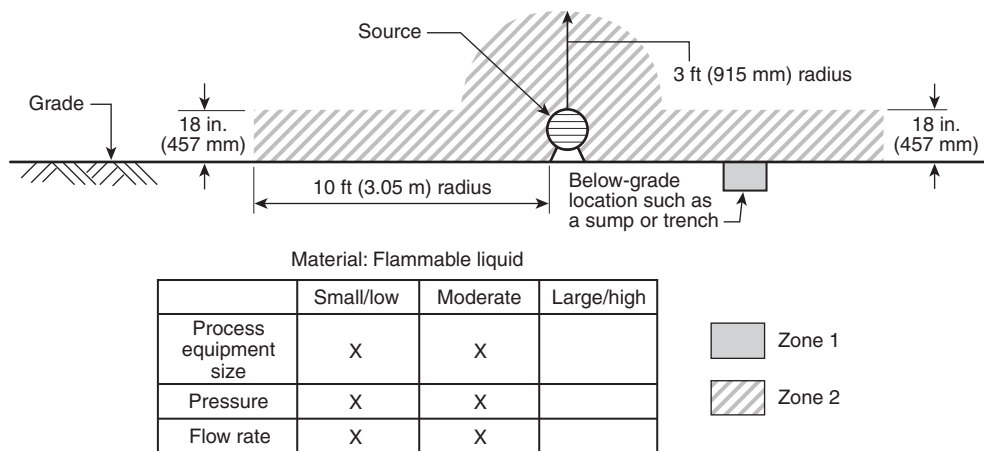 Source
3 ft (915 mm) radius
Grade
18 in.
(457 mm)
18 in.
(457 mm)
10 ft (3.05 m) radius
Below-grade
location such as
a sump or trench
Material: Flammable liquid
Small/low Moderate Large/high
Process
equipment
size
X X
Pressure X X
Flow rate X X
Zone 1
Zone 2